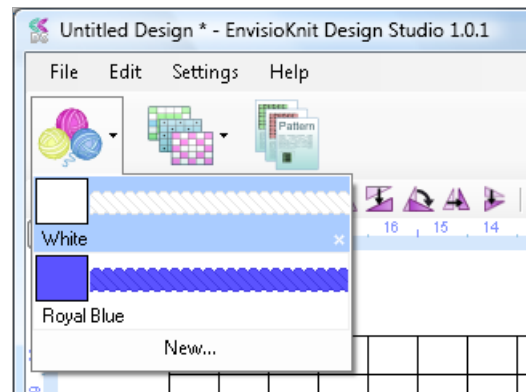 Untitled Design * - EnvisioKnit Design Studio 1.0.1
File Edit Settings Help
Pattern
16 15 14
White
Royal Blue
New...